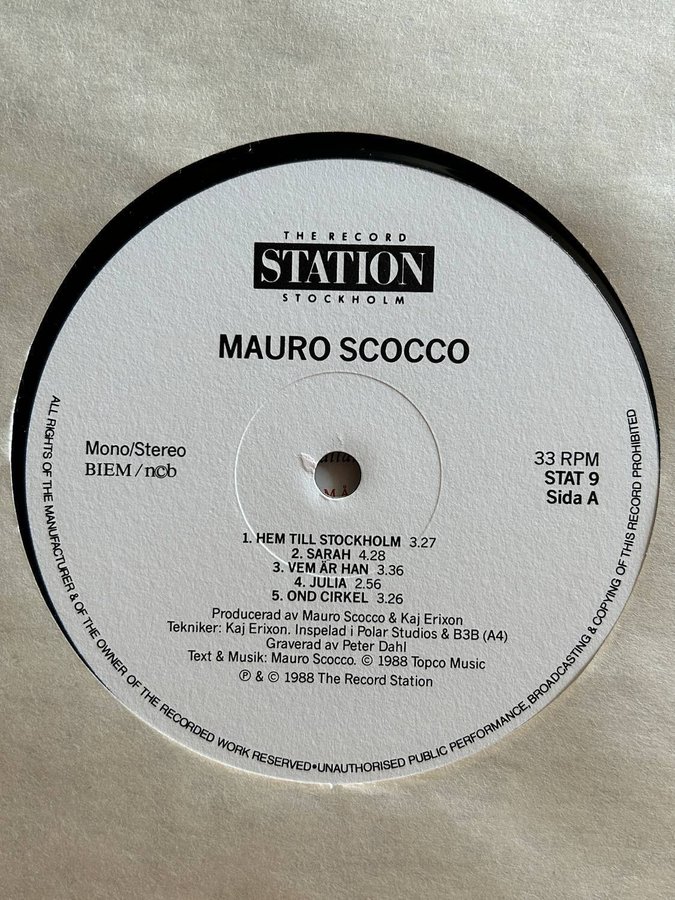 THE RECORD
STATION
STOCKHOLM
MAURO SCOCCO
Mono/Stereo
BIEM/n©b
33 RPM
STAT 9
Sida A
1. HEM TILL STOCKHOLM 3.27
2. SARAH 4.28
3. VEM ÄR HAN 3.36
4. JULIA 2.56
5. OND CIRKEL 3.26
Producerad av Mauro Scocco & Kaj Erixon
Tekniker: Kaj Erixon. Inspelad i Polar Studios & B3B (A4)
Graverad av Peter Dahl
Text & Musik: Mauro Scocco. © 1988 Topco Music
℗ & © 1988 The Record Station
ALL RIGHTS OF THE MANUFACTURER & OF THE OWNER OF THE RECORDED WORK RESERVED•UNAUTHORISED PUBLIC PERFORMANCE, BROADCASTING & COPYING OF THIS RECORD PROHIBITED